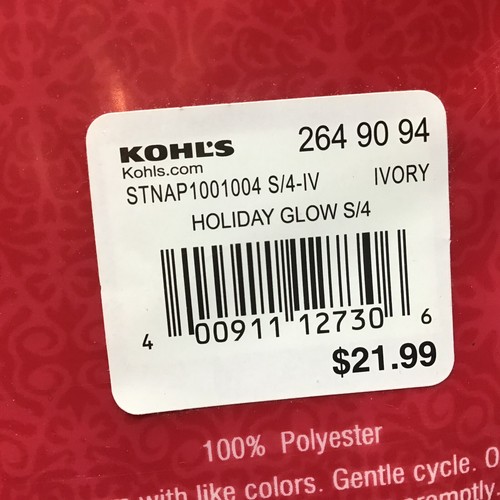 KOHL'S 264 90 94
Kohls.com
STNAP1001004 S/4-IV IVORY
HOLIDAY GLOW S/4
4 00911 12730 6
$21.99
100% Polyester
with like colors. Gentle cycle.
promptly